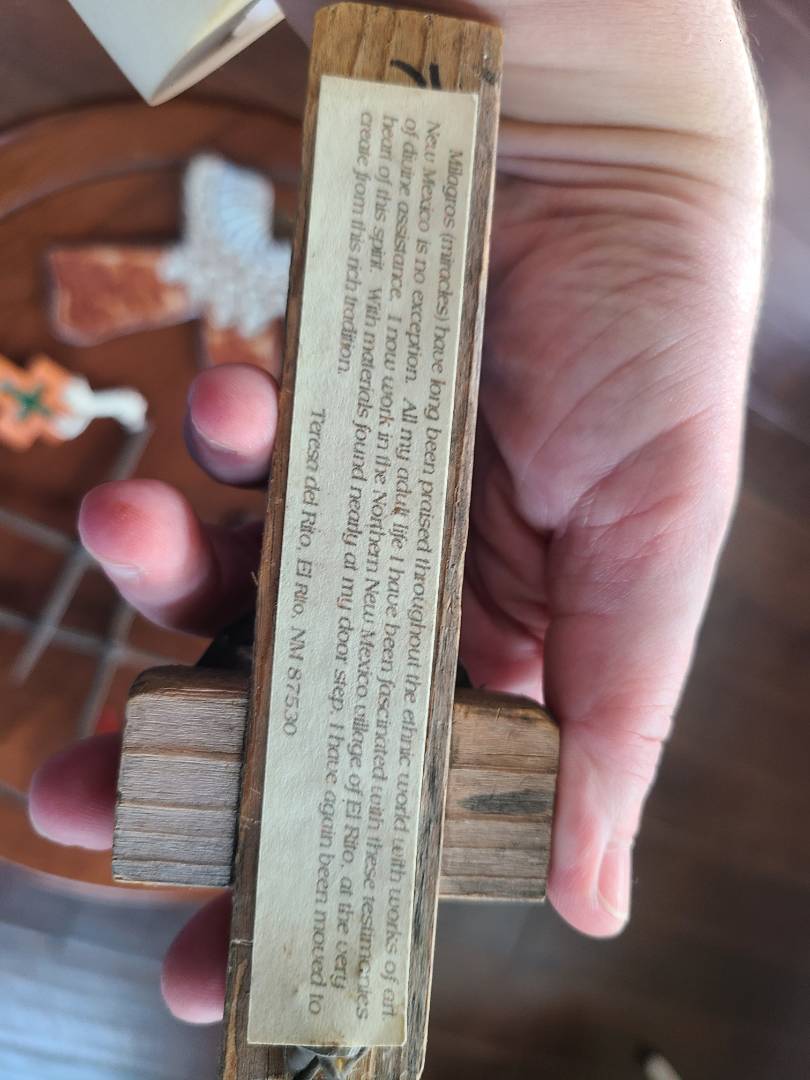 Milagros (miracles) have long been praised throughout the ethnic world with works of art.
New Mexico is no exception. All my adult life I have been fascinated with these testimonies
of divine assistance. I now work in the Northern New Mexico village of El Rito, at the very
heart of this spirit. With materials found nearly at my door step, I have again been moved to
create from this rich tradition.
Teresa del Rito, El Rito, NM 87530